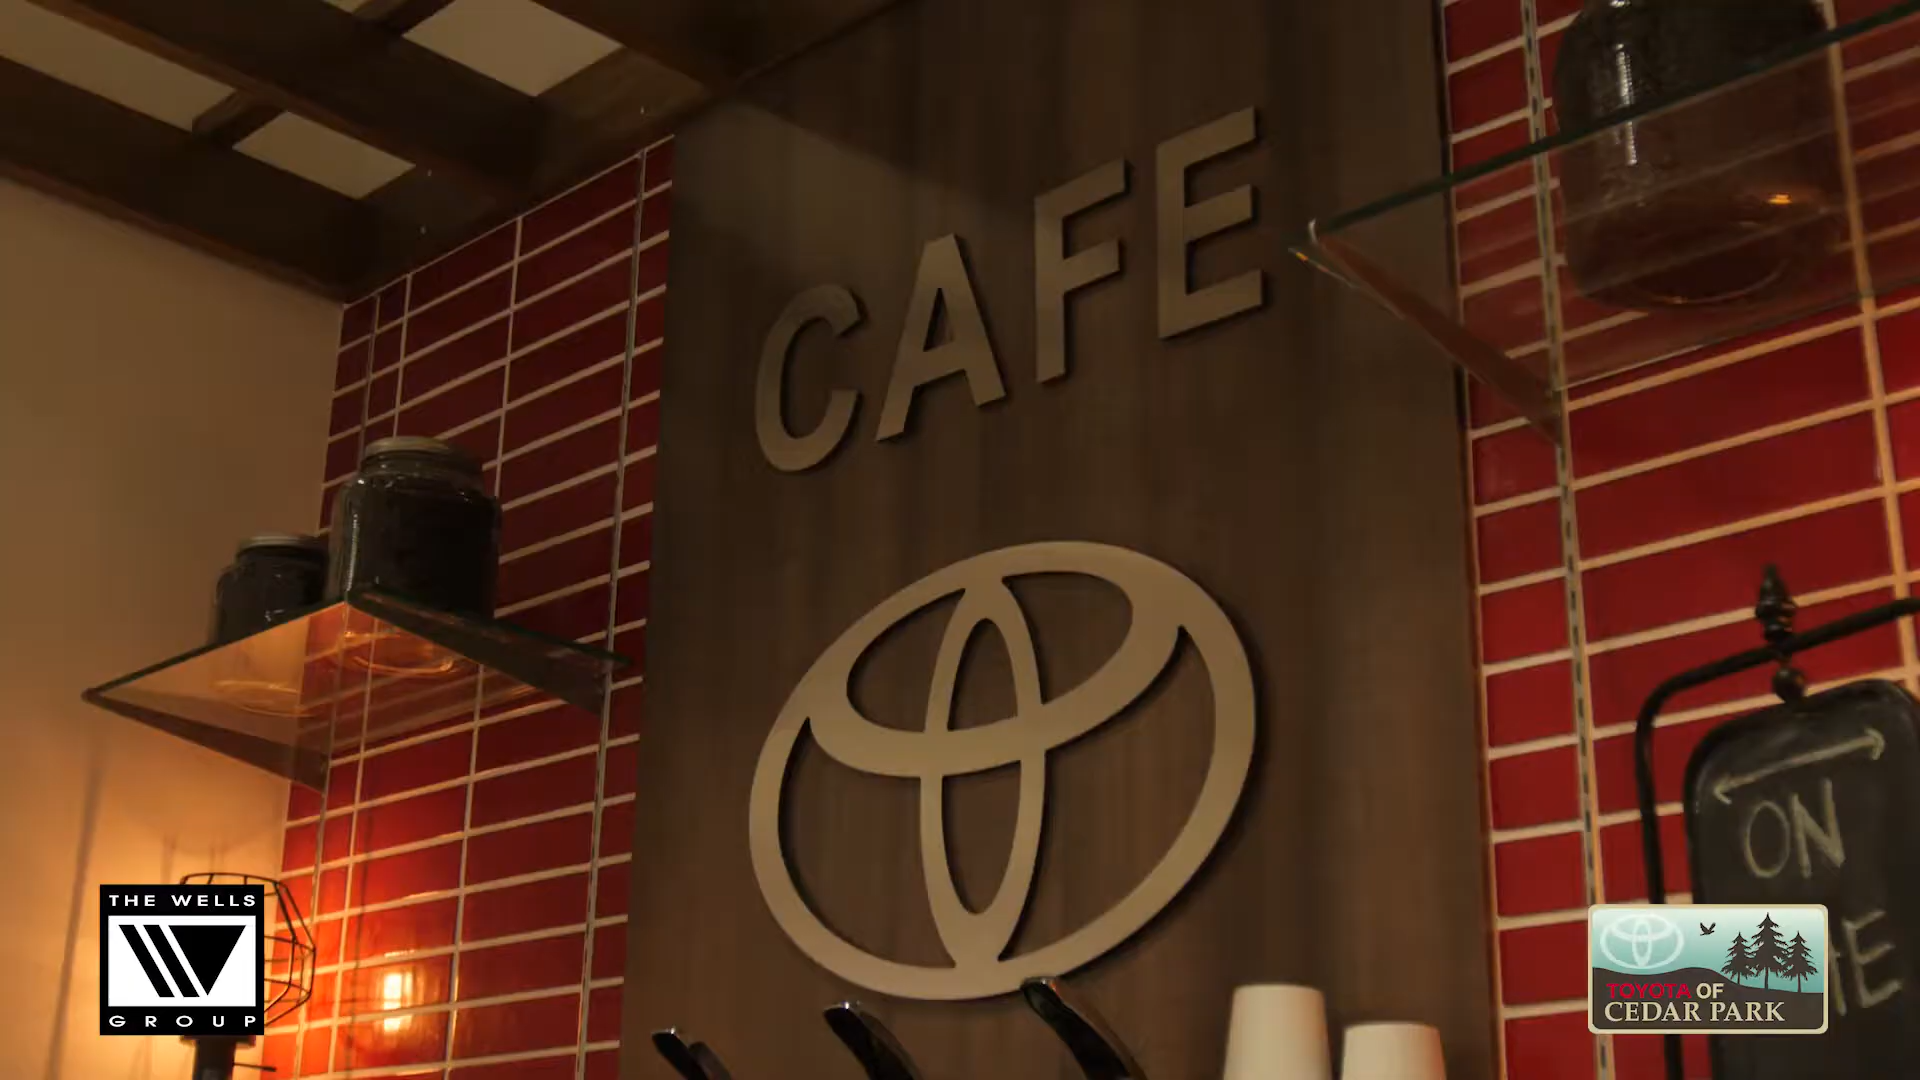 CAFE
ON
THE WELLS
GROUP
TOYOTA OF
CEDAR PARK